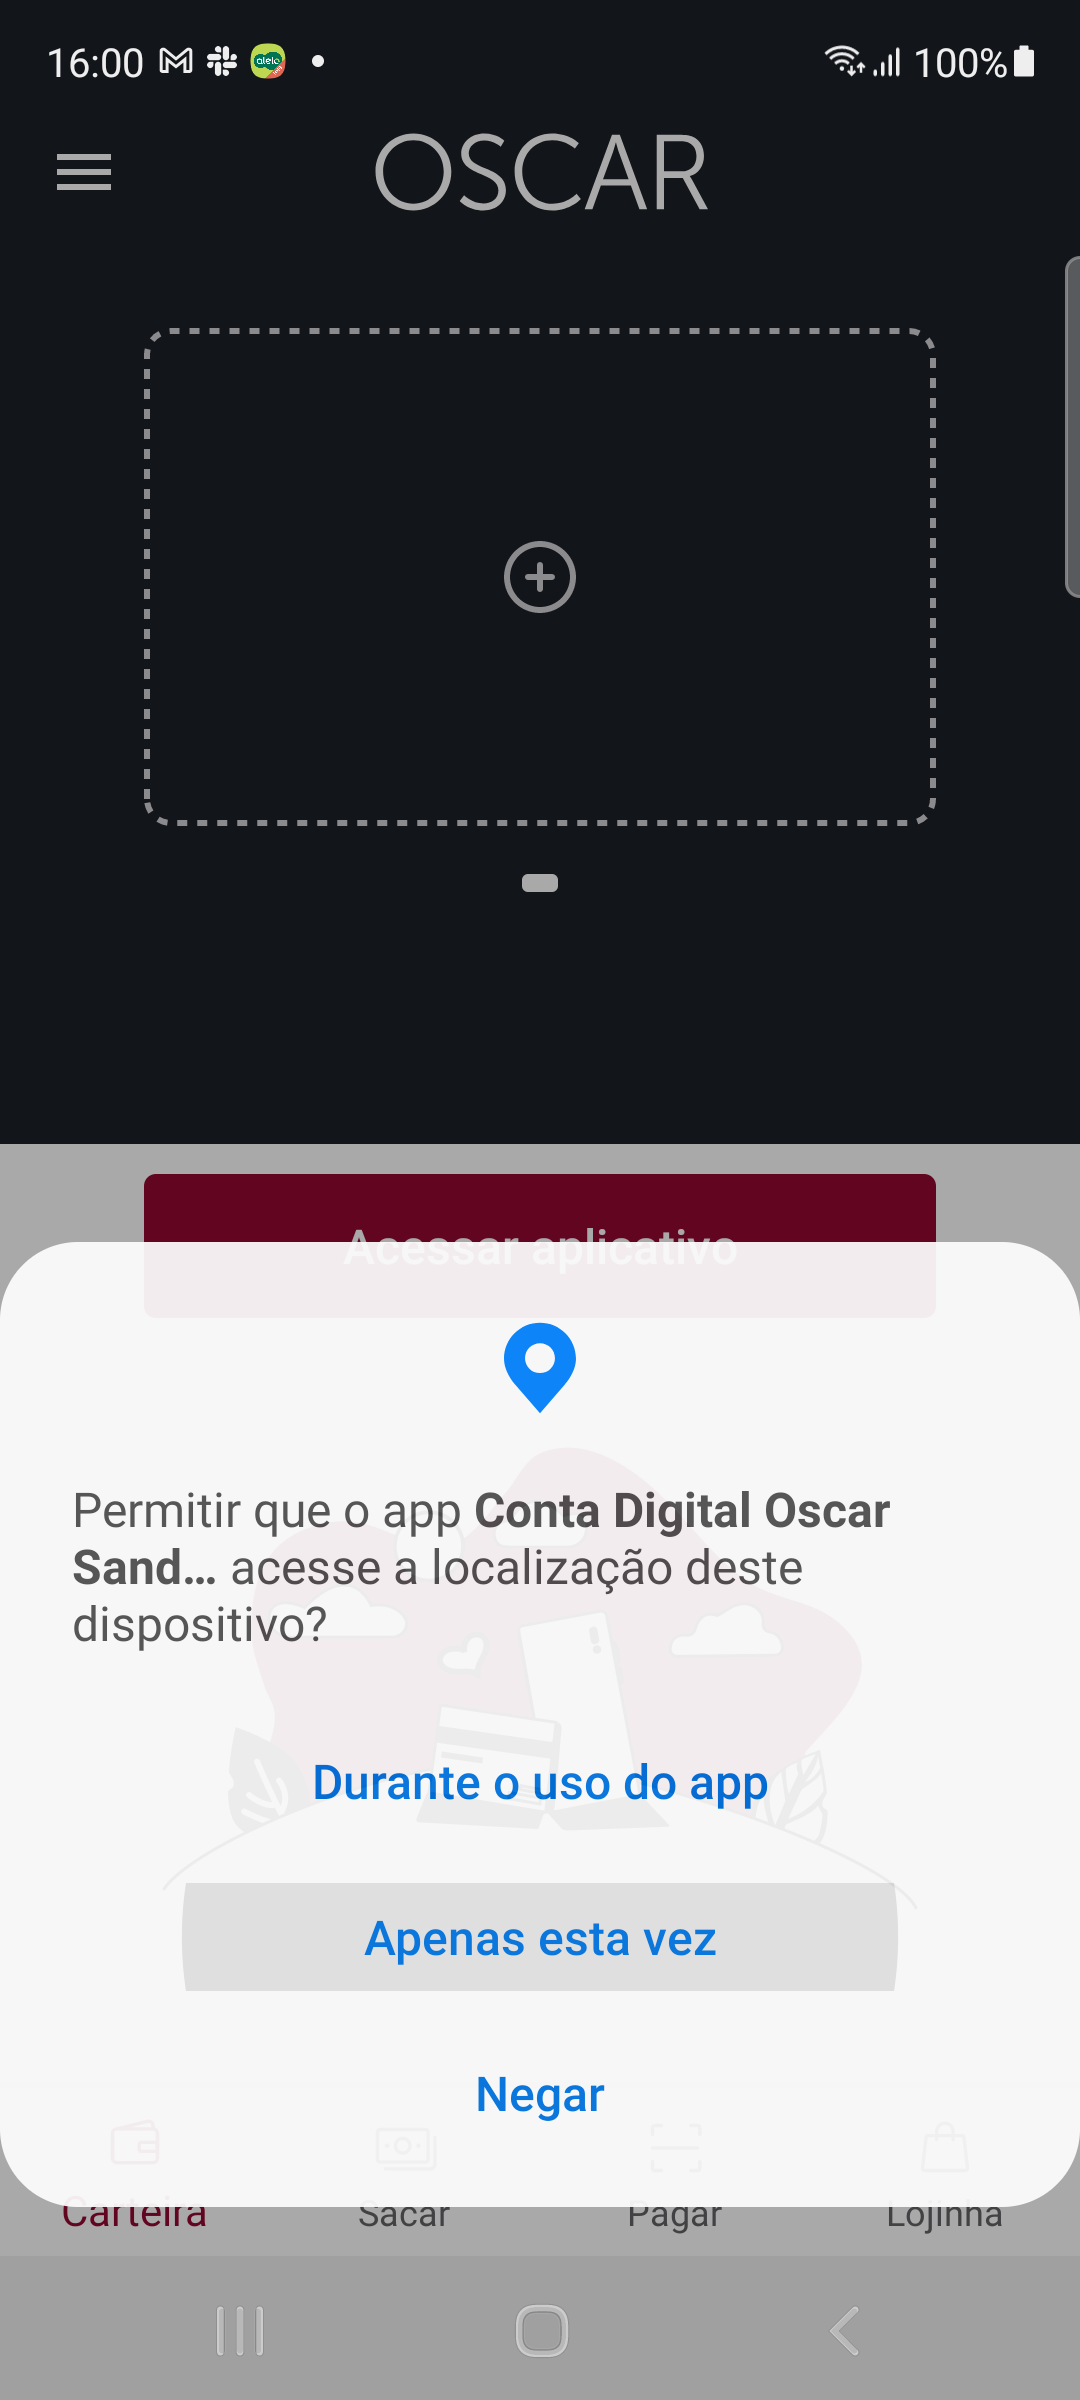 16:00
alelo
100%
OSCAR
Acessar aplicativo
Permitir que o app Conta Digital Oscar
Sand... acesse a localização deste
dispositivo?
Durante o uso do app
Apenas esta vez
Negar
Carteira
Sacar
Pagar
Lojinha